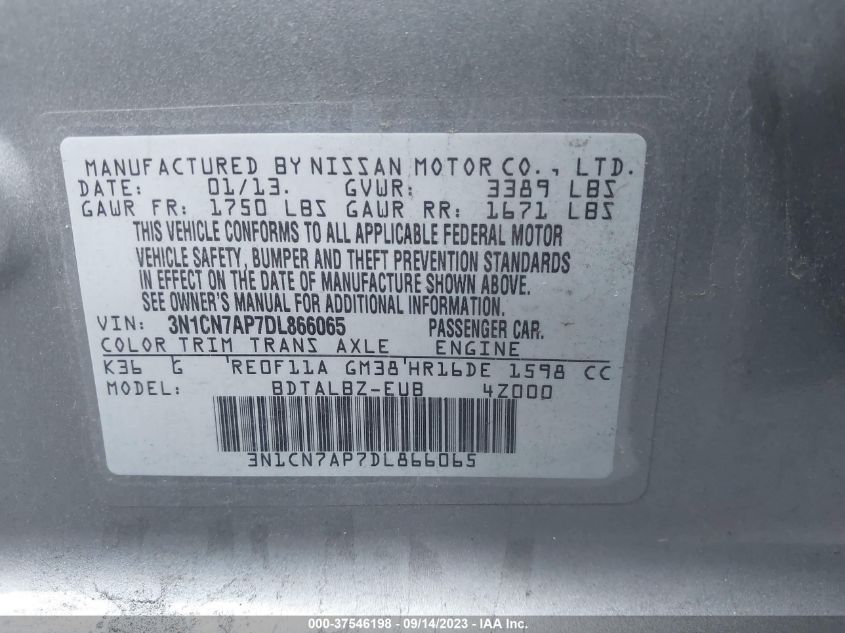 MANUFACTURED BY NISSAN MOTOR CO., LTD.
DATE: 01/13. GVWR: 3389 LBS
GAWR FR: 1750 LBS GAWR RR: 1671 LBS
THIS VEHICLE CONFORMS TO ALL APPLICABLE FEDERAL MOTOR
VEHICLE SAFETY, BUMPER AND THEFT PREVENTION STANDARDS
IN EFFECT ON THE DATE OF MANUFACTURE SHOWN ABOVE.
SEE OWNER'S MANUAL FOR ADDITIONAL INFORMATION.
VIN: 3N1CN7AP7DL866065 PASSENGER CAR.
COLOR TRIM TRANS AXLE ENGINE
K36 G RE0F11A GM38 HR16DE 1598 CC
MODEL: BDTALBZ-EUB 4Z000
3N1CN7AP7DL866065
000-37546198 - 09/14/2023 - IAA Inc.